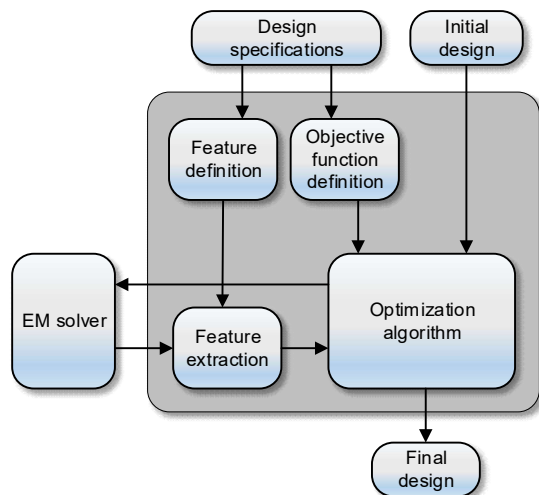 Design
specifications
Initial
design
Feature
definition
Objective
function
definition
EM solver
Feature
extraction
Optimization
algorithm
Final
design